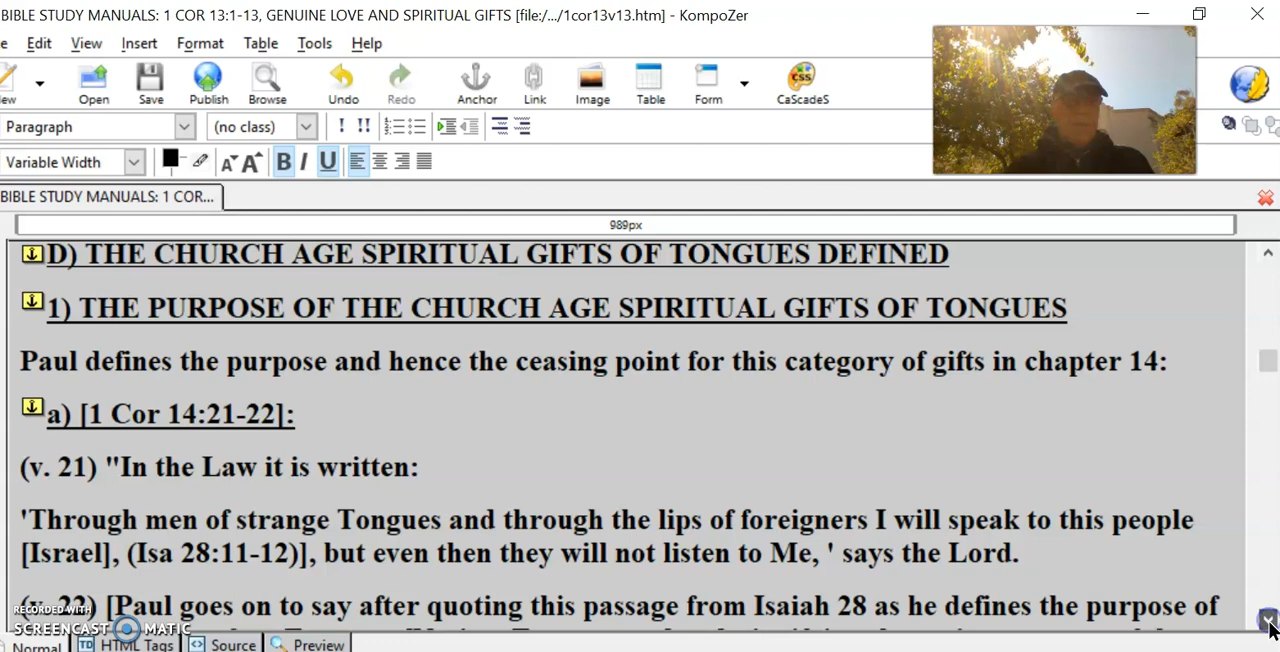 BIBLE STUDY MANUALS: 1 COR 13:1-13, GENUINE LOVE AND SPIRITUAL GIFTS [file:/.../1cor13v13.htm] - KompoZer
Edit View Insert Format Table Tools Help
Open Save Publish Browse Undo Redo Anchor Link Image Table Form CaScadeS
Paragraph (no class) ! !!
Variable Width A A B I U
BIBLE STUDY MANUALS: 1 COR...
989px
D) THE CHURCH AGE SPIRITUAL GIFTS OF TONGUES DEFINED
1) THE PURPOSE OF THE CHURCH AGE SPIRITUAL GIFTS OF TONGUES
Paul defines the purpose and hence the ceasing point for this category of gifts in chapter 14:
a) [1 Cor 14:21-22]:
(v. 21) "In the Law it is written:
'Through men of strange Tongues and through the lips of foreigners I will speak to this people
[Israel], (Isa 28:11-12)], but even then they will not listen to Me, ' says the Lord.
(v. 22) [Paul goes on to say after quoting this passage from Isaiah 28 as he defines the purpose of
RECORDED WITH
SCREENCAST MATIC
Normal TD HTML Tags <> Source Preview